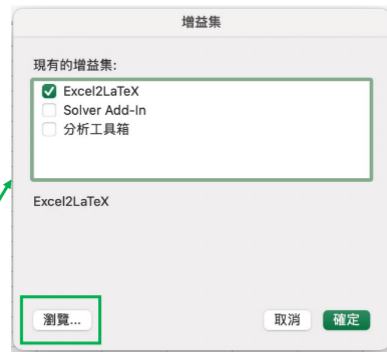 增益集
現有的增益集:
Excel2LaTeX
Solver Add-In
分析工具箱
Excel2LaTeX
瀏覽...
取消
確定